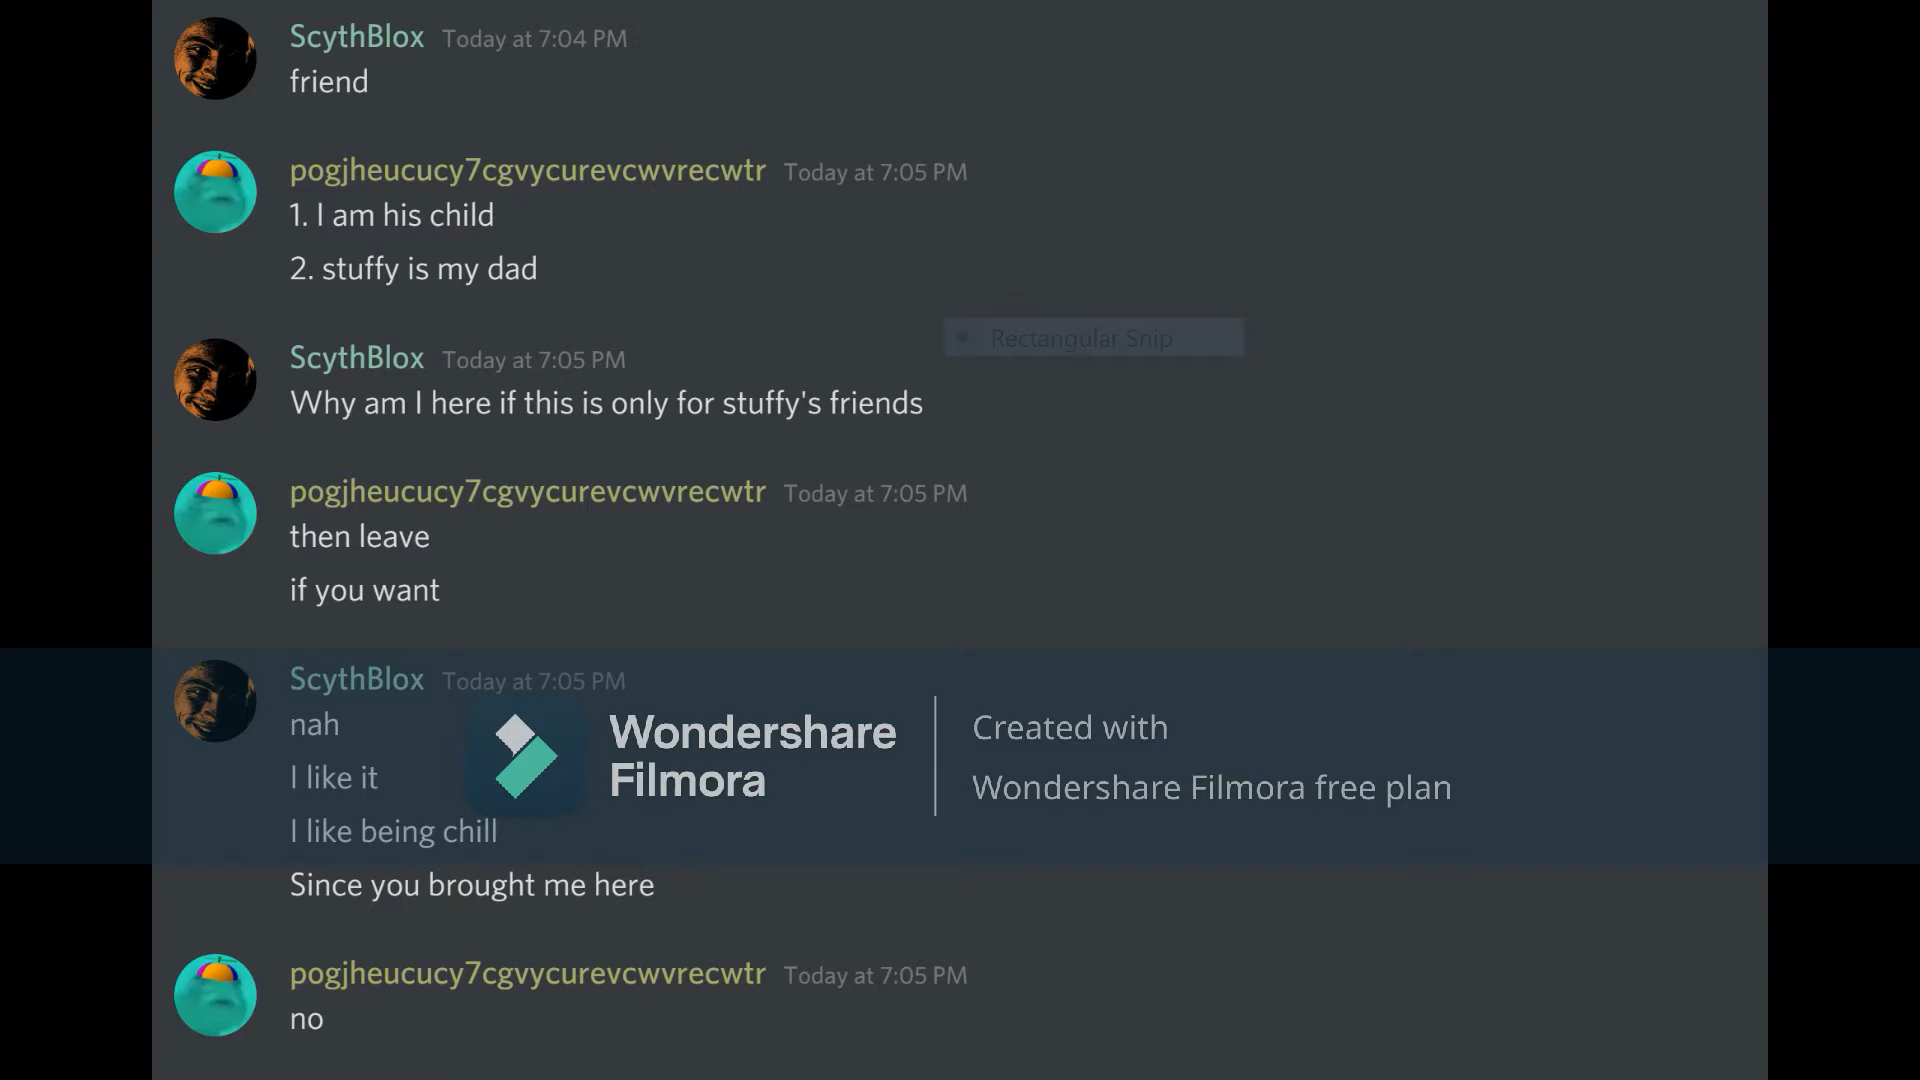 ScythBlox Today at 7:04 PM
friend
pogjheucucy7cgvycurevcwvrecwtr Today at 7:05 PM
1. I am his child
2. stuffy is my dad
Rectangular Snip
ScythBlox Today at 7:05 PM
Why am I here if this is only for stuffy's friends
pogjheucucy7cgvycurevcwvrecwtr Today at 7:05 PM
then leave
if you want
ScythBlox Today at 7:05 PM
nah
I like it
I like being chill
Wondershare
Filmora
Created with
Wondershare Filmora free plan
Since you brought me here
pogjheucucy7cgvycurevcwvrecwtr Today at 7:05 PM
no